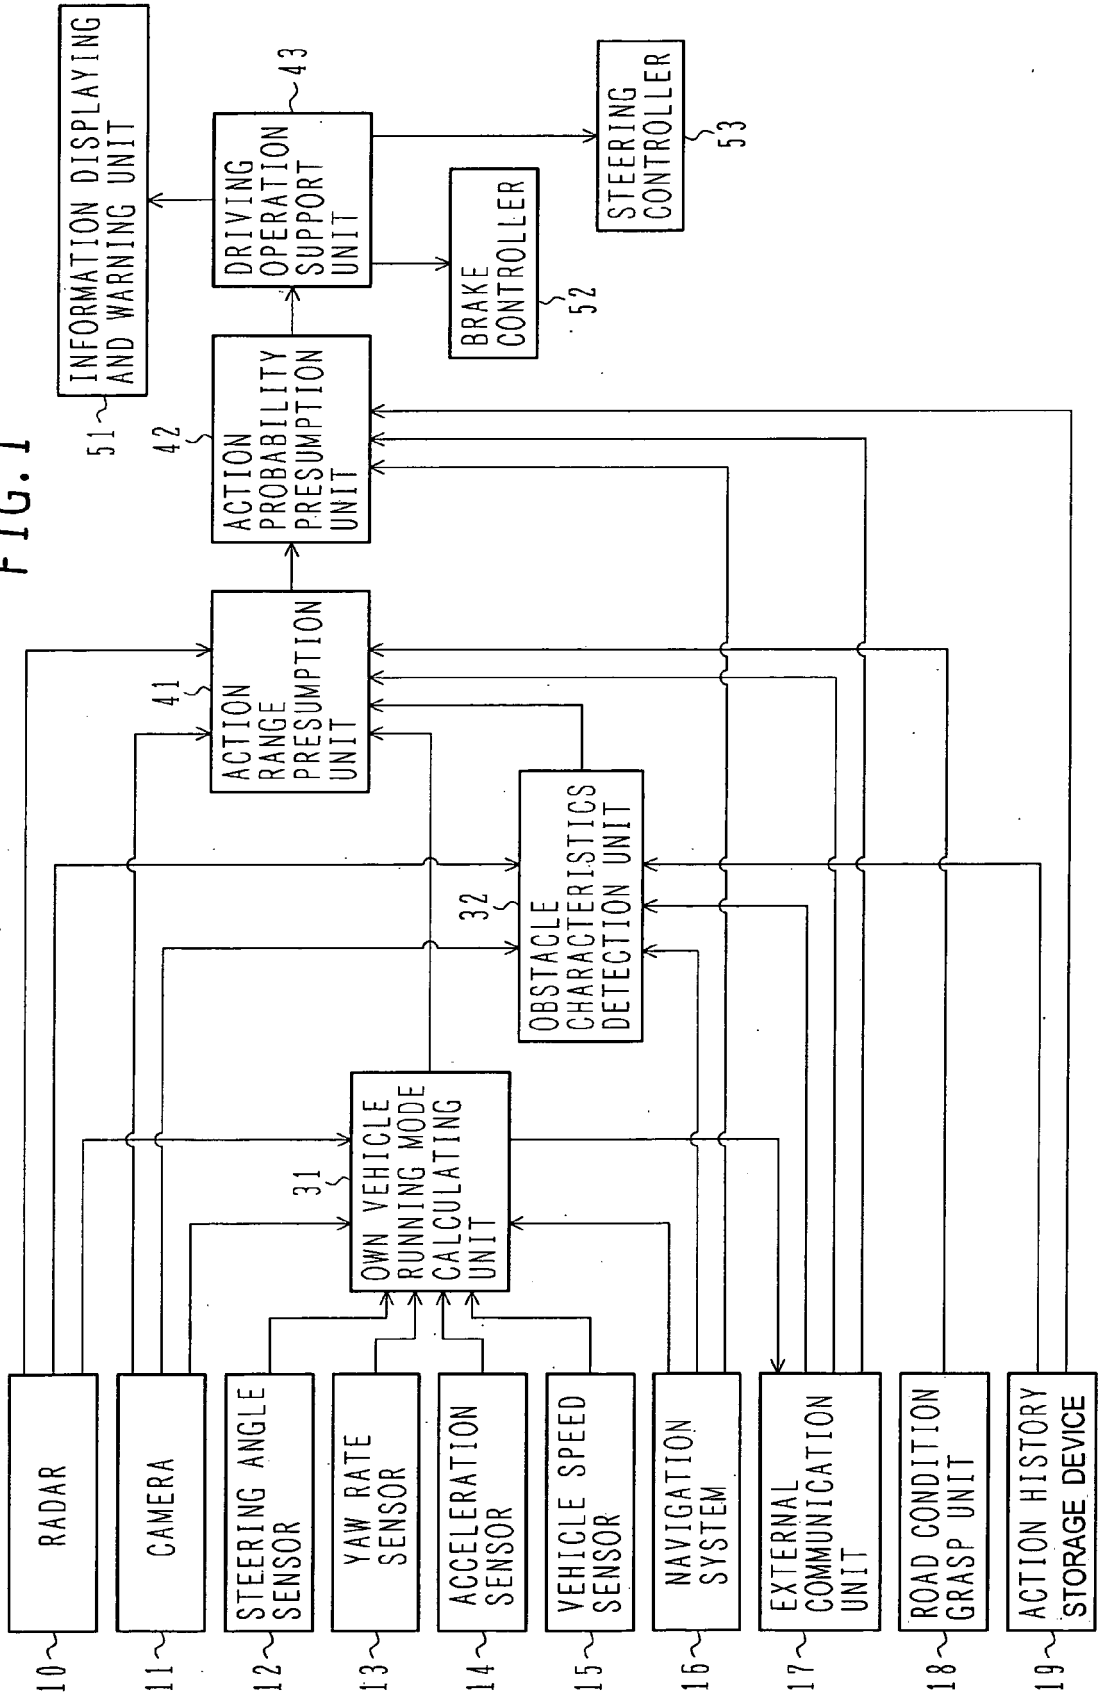 FIG.1
10
RADAR
11
CAMERA
12
STEERING ANGLE
SENSOR
13
YAW RATE
SENSOR
14
ACCELERATION
SENSOR
15
VEHICLE SPEED
SENSOR
16
NAVIGATION
SYSTEM
17
EXTERNAL
COMMUNICATION
UNIT
18
ROAD CONDITION
GRASP UNIT
19
ACTION HISTORY
STORAGE DEVICE
31
OWN VEHICLE
RUNNING MODE
CALCULATING
UNIT
32
OBSTACLE
CHARACTERISTICS
DETECTION UNIT
41
ACTION
RANGE
PRESUMPTION
UNIT
42
ACTION
PROBABILITY
PRESUMPTION
UNIT
43
DRIVING
OPERATION
SUPPORT
UNIT
51
INFORMATION DISPLAYING
AND WARNING UNIT
BRAKE
CONTROLLER
52
STEERING
CONTROLLER
53